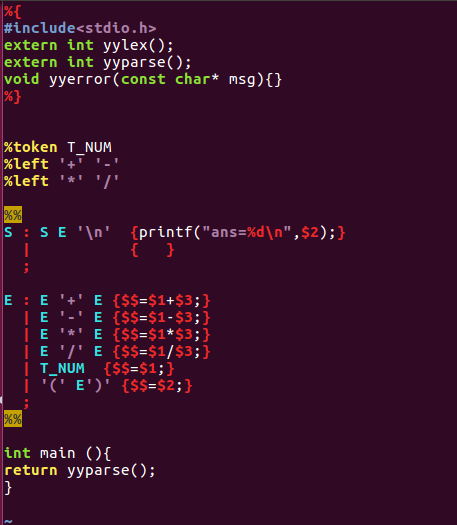 %{
#include<stdio.h>
extern int yylex();
extern int yyparse();
void yyerror(const char* msg){}
%}
%token T_NUM
%left '+' '-'
%left '*' '/'
%%
S : S E '\n'  {printf("ans=%d\n",$2);}
  |           {   }
  ;
E : E '+' E {$$=$1+$3;}
  | E '-' E {$$=$1-$3;}
  | E '*' E {$$=$1*$3;}
  | E '/' E {$$=$1/$3;}
  | T_NUM  {$$=$1;}
  | '(' E')' {$$=$2;}
  ;
%%
int main (){
return yyparse();
}
~